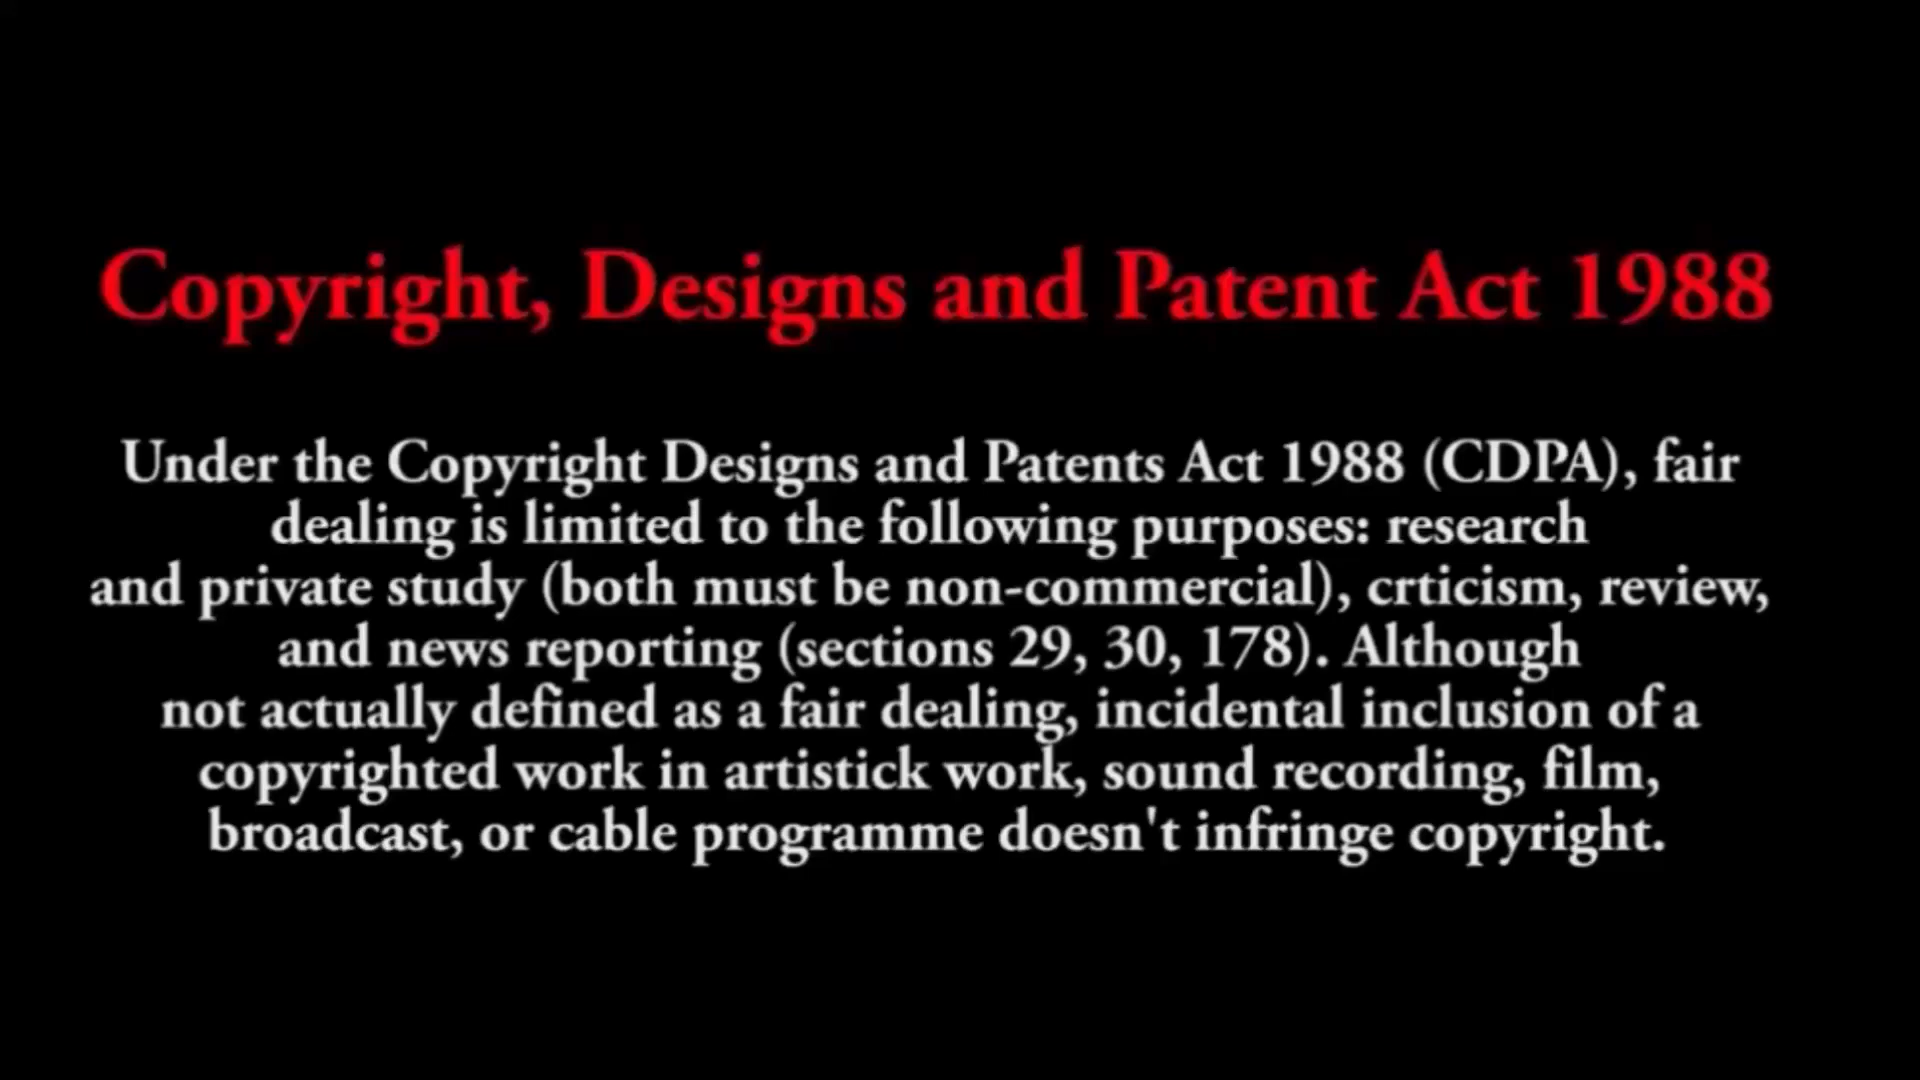 Copyright, Designs and Patent Act 1988
Under the Copyright Designs and Patents Act 1988 (CDPA), fair
dealing is limited to the following purposes: research
and private study (both must be non-commercial), crticism, review,
and news reporting (sections 29, 30, 178). Although
not actually defined as a fair dealing, incidental inclusion of a
copyrighted work in artistick work, sound recording, film,
broadcast, or cable programme doesn't infringe copyright.